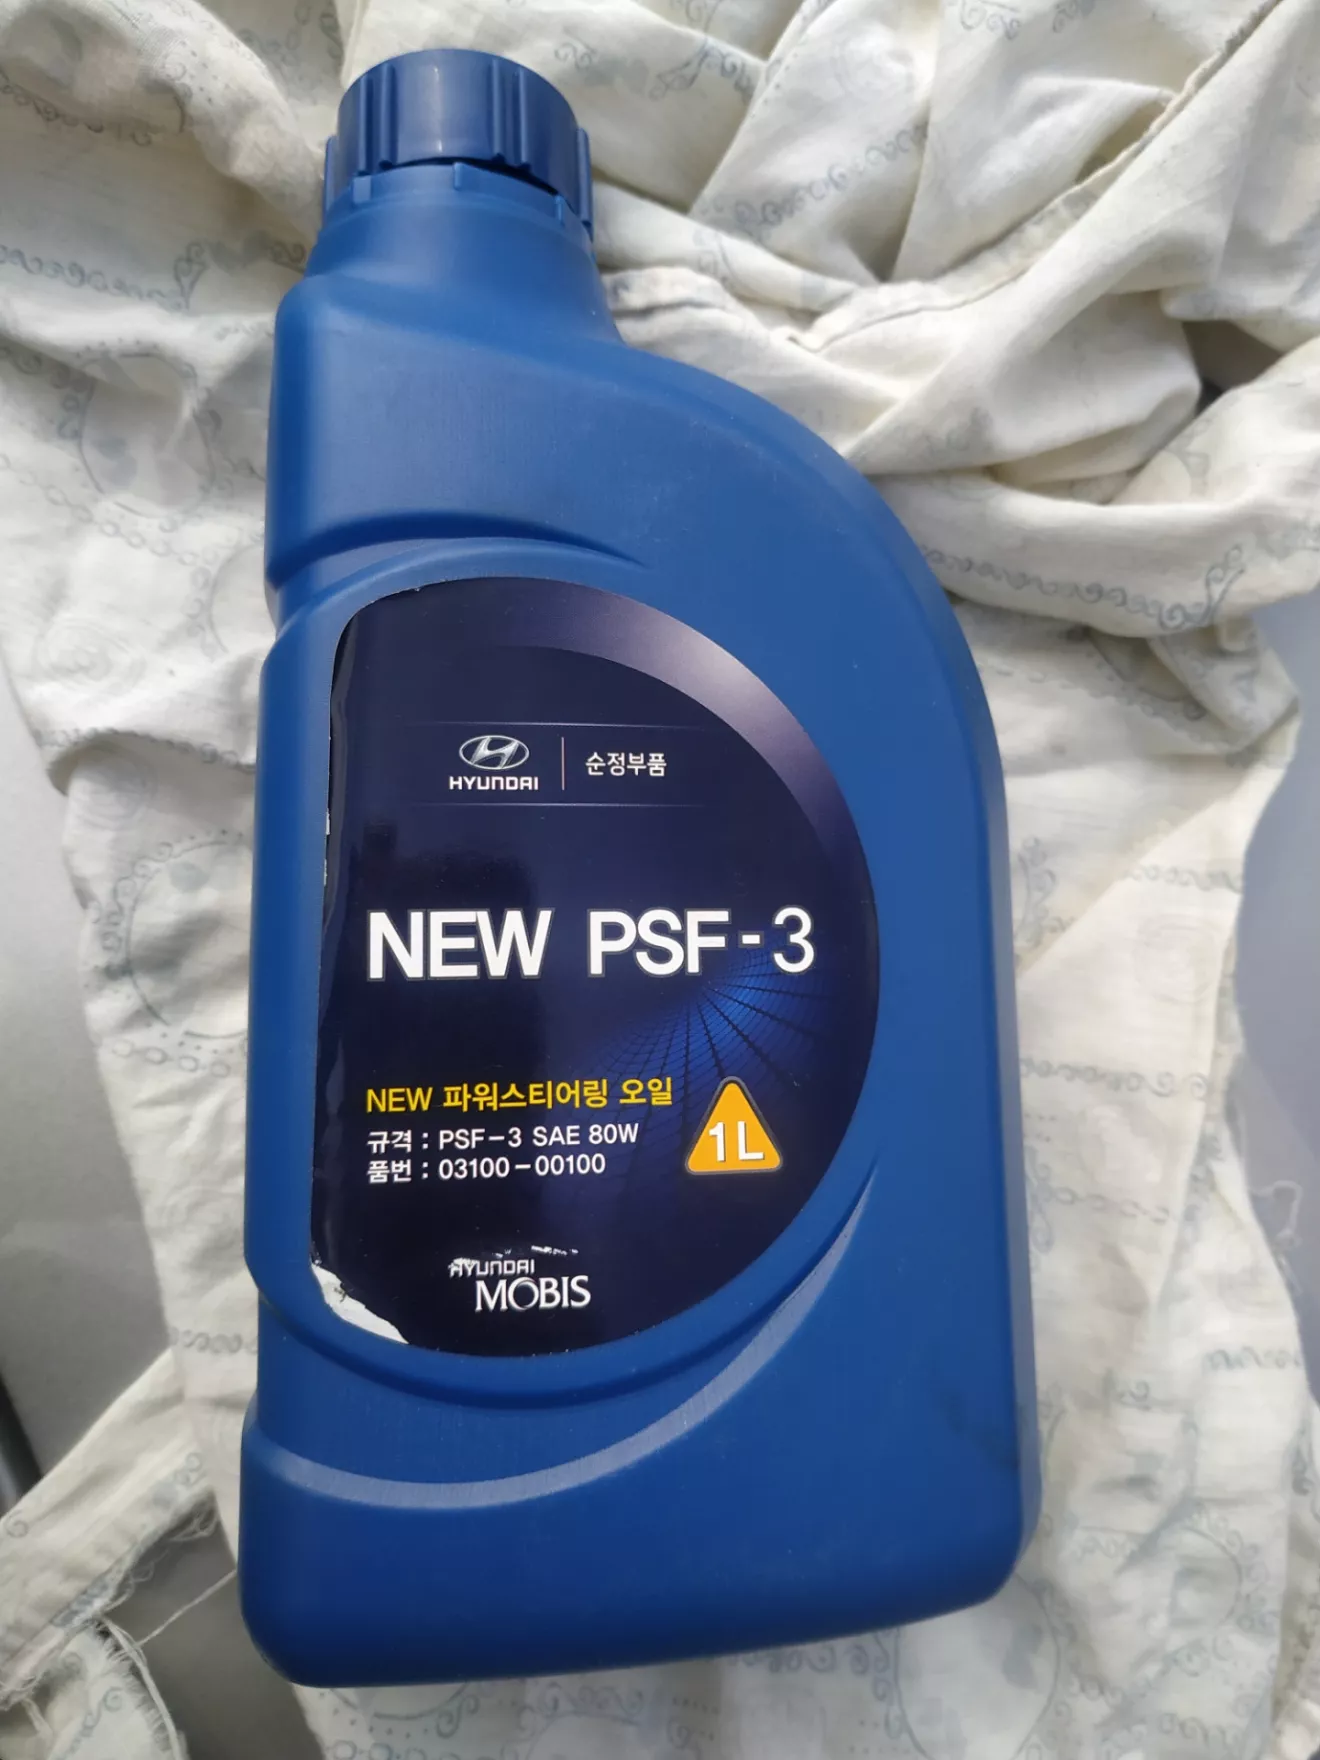 HYUNDAI
순정부품
NEW PSF-3
NEW 파워스티어링 오일
규격 : PSF-3 SAE 80W
품번 : 03100-00100
1L
HYUNDAI
MOBIS